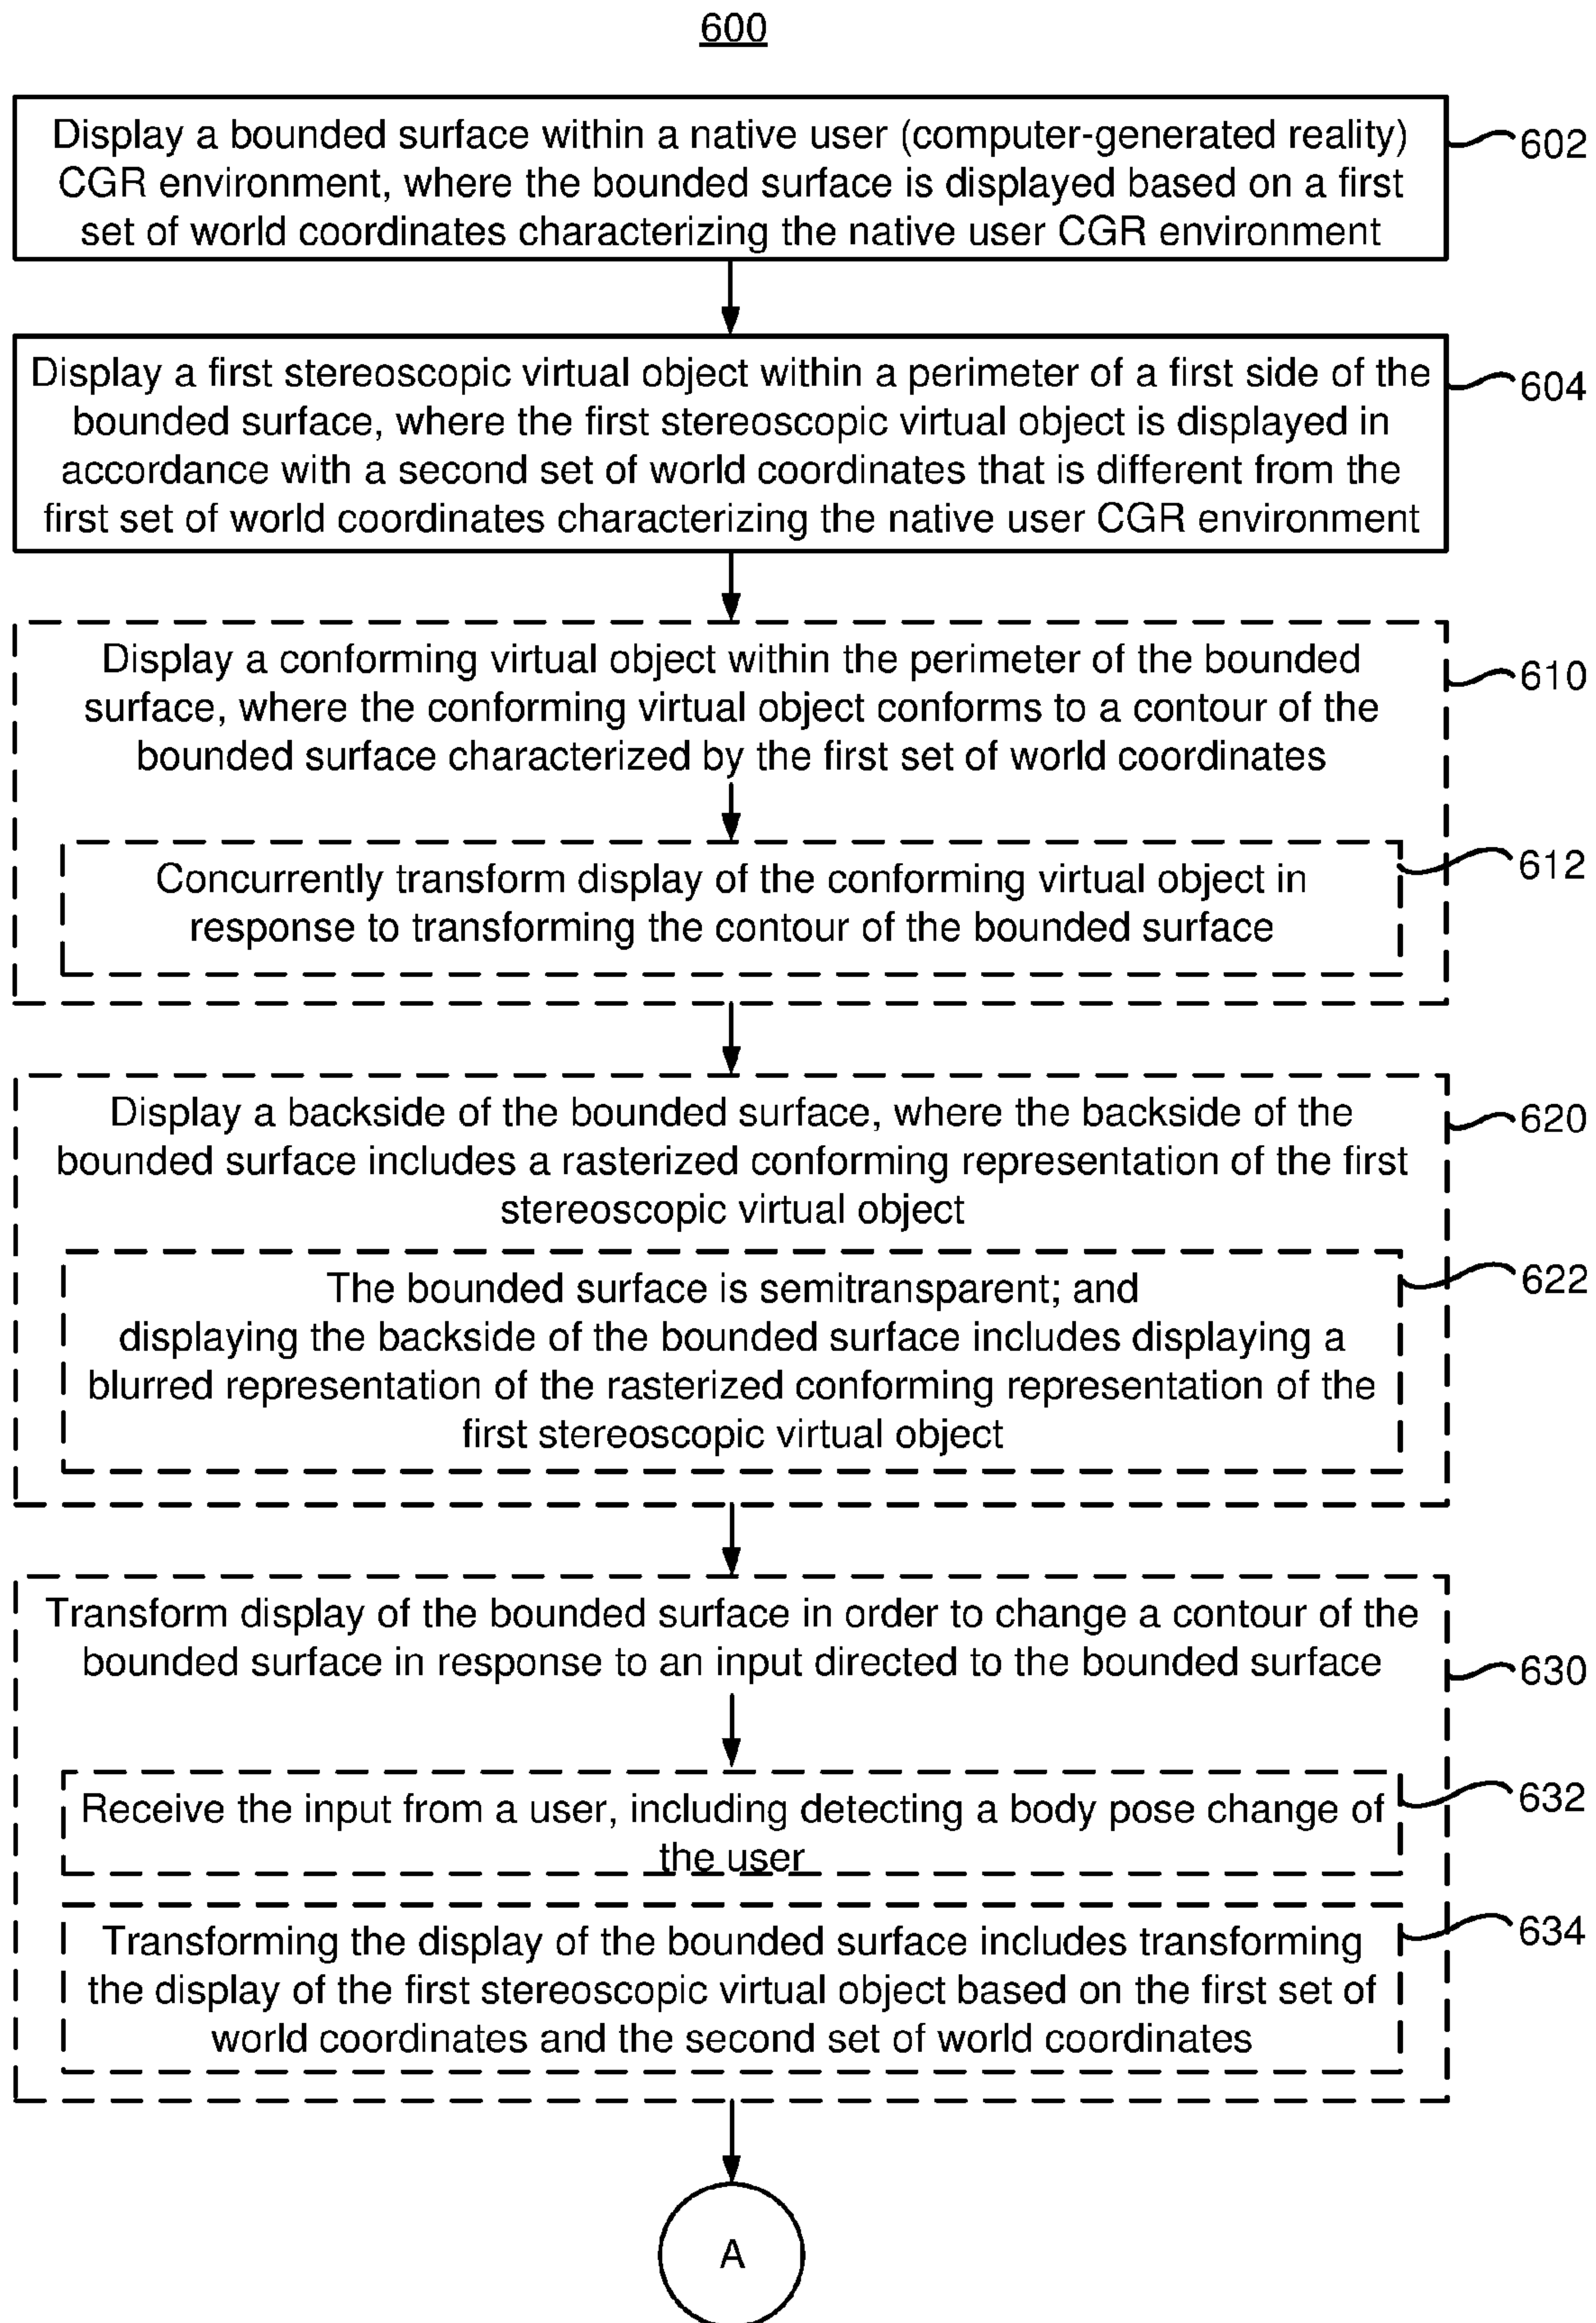 600
Display a bounded surface within a native user (computer-generated reality)
CGR environment, where the bounded surface is displayed based on a first
set of world coordinates characterizing the native user CGR environment
602
Display a first stereoscopic virtual object within a perimeter of a first side of the
bounded surface, where the first stereoscopic virtual object is displayed in
accordance with a second set of world coordinates that is different from the
first set of world coordinates characterizing the native user CGR environment
604
Display a conforming virtual object within the perimeter of the bounded
surface, where the conforming virtual object conforms to a contour of the
bounded surface characterized by the first set of world coordinates
610
Concurrently transform display of the conforming virtual object in
response to transforming the contour of the bounded surface
612
Display a backside of the bounded surface, where the backside of the
bounded surface includes a rasterized conforming representation of the first
stereoscopic virtual object
620
The bounded surface is semitransparent; and
displaying the backside of the bounded surface includes displaying a
blurred representation of the rasterized conforming representation of the
first stereoscopic virtual object
622
Transform display of the bounded surface in order to change a contour of the
bounded surface in response to an input directed to the bounded surface
630
Receive the input from a user, including detecting a body pose change of
the user
632
Transforming the display of the bounded surface includes transforming
the display of the first stereoscopic virtual object based on the first set of
world coordinates and the second set of world coordinates
634
A